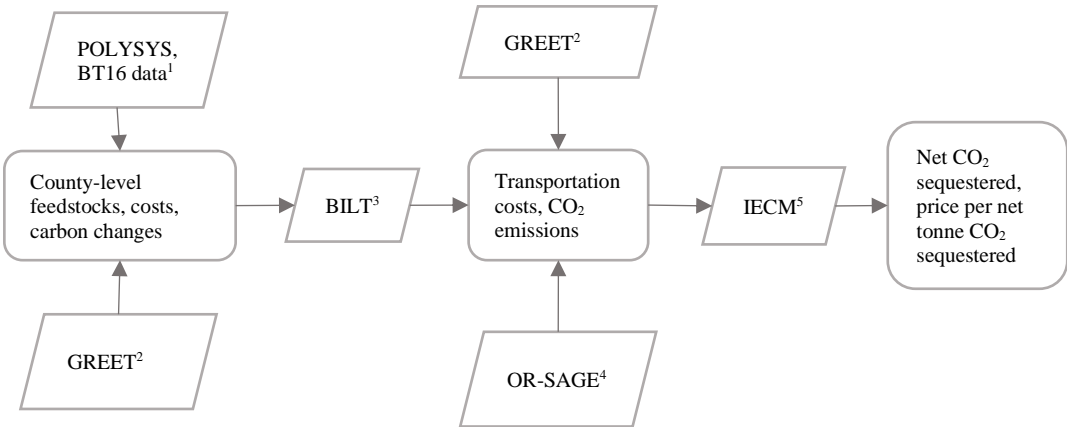 POLYSYS,
BT16 data¹
GREET²
County-level
feedstocks, costs,
carbon changes
BILT³
Transportation
costs, CO₂
emissions
IECM⁵
Net CO₂
sequestered,
price per net
tonne CO₂
sequestered
GREET²
OR-SAGE⁴